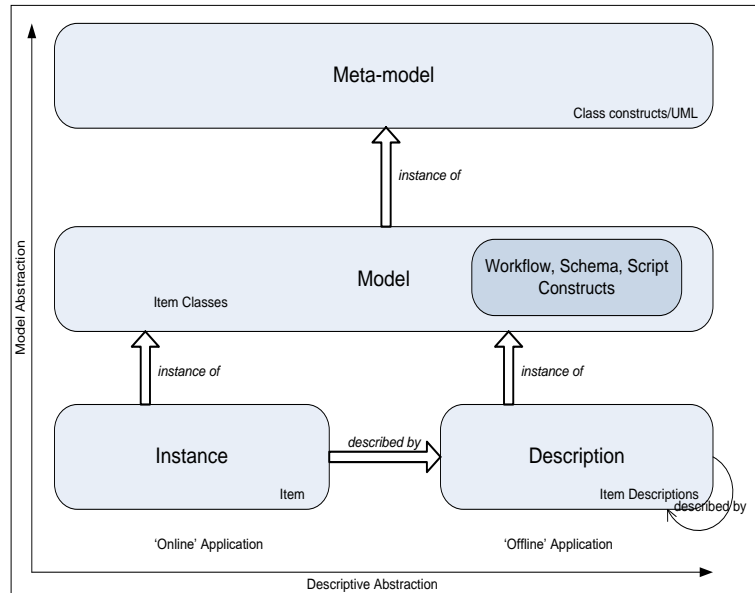 Meta-model
Class constructs/UML
instance of
Model
Workflow, Schema, Script
Constructs
Item Classes
instance of
instance of
Instance
Item
described by
Description
Item Descriptions
described by
'Online' Application
'Offline' Application
Model Abstraction
Descriptive Abstraction